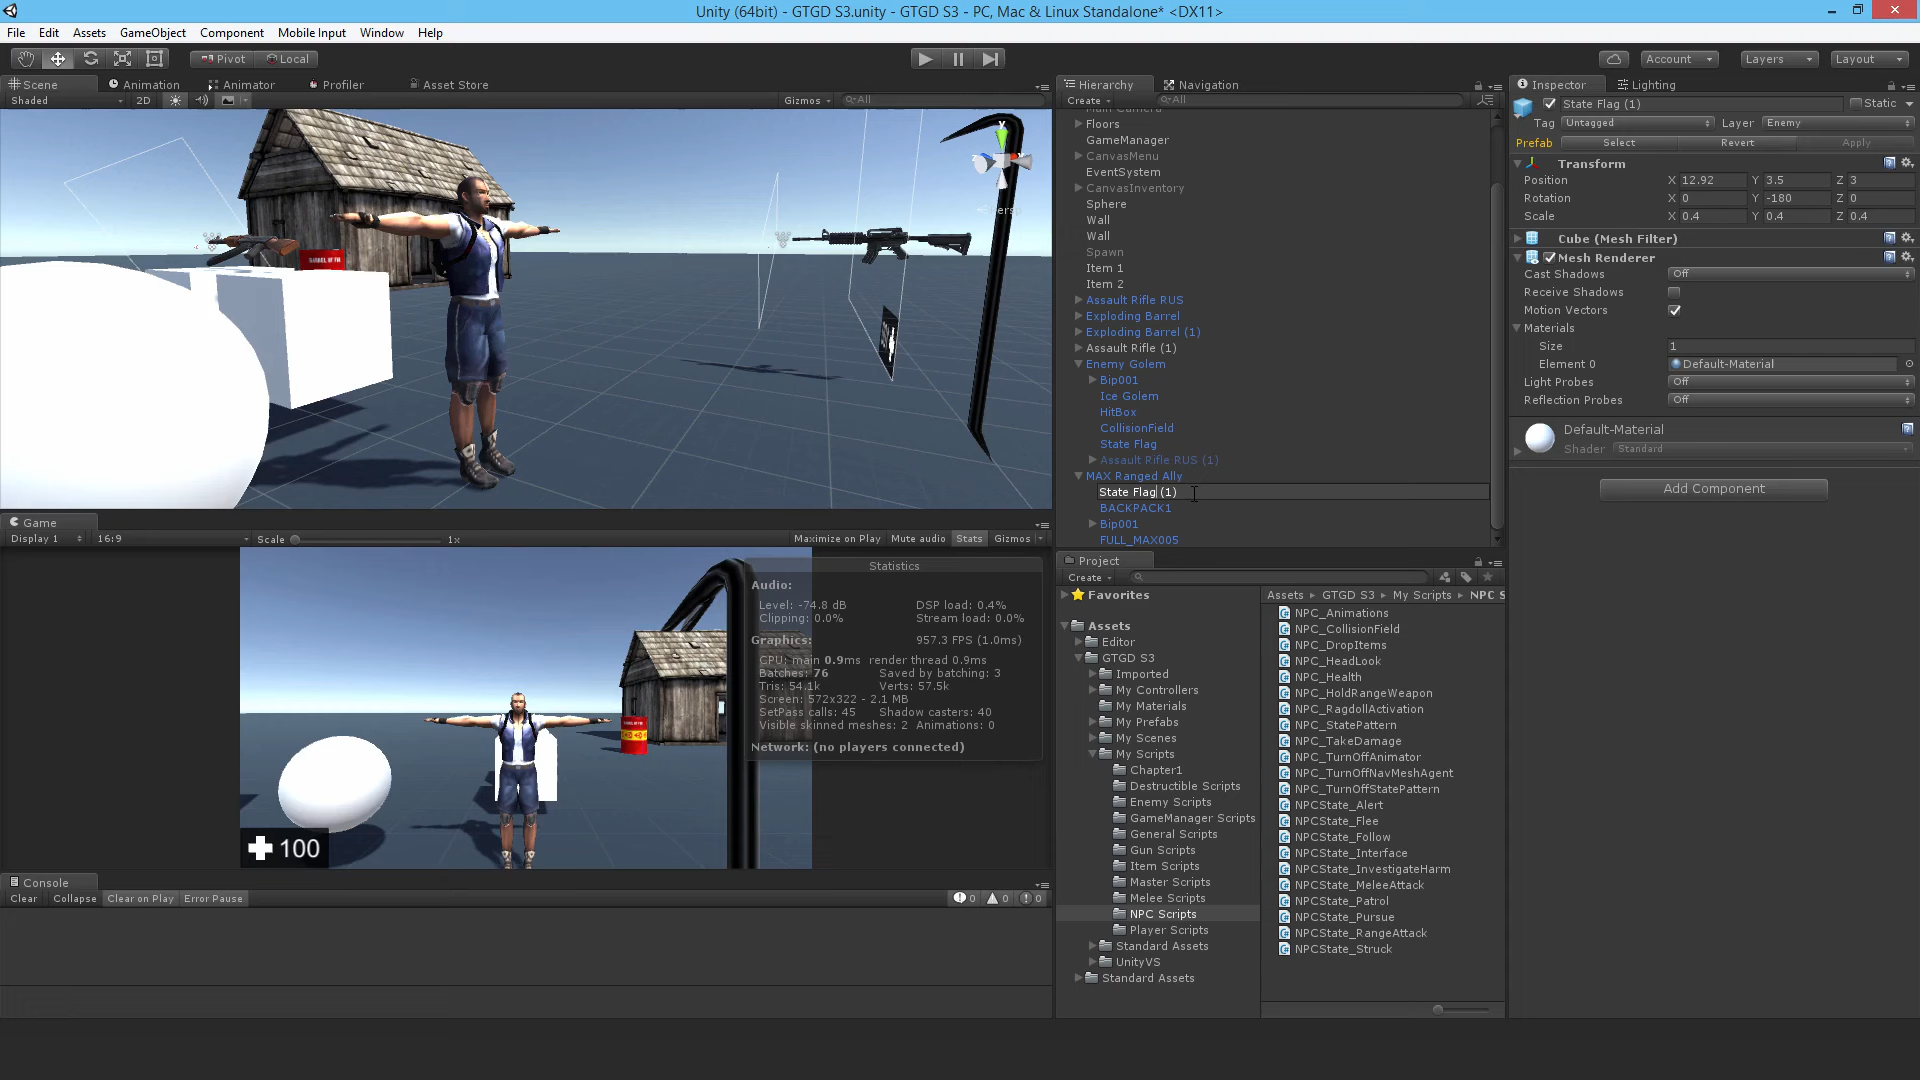 Unity (64bit) - GTGD S3.unity - GTGD S3 - PC, Mac & Linux Standalone* <DX11>
File Edit Assets GameObject Component Mobile Input Window Help
Pivot Local Account Layers Layout
Scene Animation Animator Profiler Asset Store
Shaded 2D Gizmos All
y
Persp
Game
Display 1 16:9 Scale 1x Maximize on Play Mute audio Stats Gizmos
Statistics
Audio:
Level: -74.8 dB DSP load: 0.4%
Clipping: 0.0% Stream load: 0.0%
Graphics: 957.3 FPS (1.0ms)
CPU: main 0.9ms render thread 0.9ms
Batches: 76 Saved by batching: 3
Tris: 54.1k Verts: 57.5k
Screen: 572x322 - 2.1 MB
SetPass calls: 45 Shadow casters: 40
Visible skinned meshes: 2 Animations: 0
Network: (no players connected)
100
Console
Clear Collapse Clear on Play Error Pause 0 0 0
Hierarchy Navigation
Create All
Main Camera
Floors
GameManager
CanvasMenu
EventSystem
CanvasInventory
Sphere
Wall
Wall
Spawn
Item 1
Item 2
Assault Rifle RUS
Exploding Barrel
Exploding Barrel (1)
Assault Rifle (1)
Enemy Golem
Bip001
Ice Golem
HitBox
CollisionField
State Flag
Assault Rifle RUS (1)
MAX Ranged Ally
State Flag (1)
BACKPACK1
Bip001
FULL_MAX005
Project
Create
Favorites
Assets
Editor
GTGD S3
Imported
My Controllers
My Materials
My Prefabs
My Scenes
My Scripts
Chapter1
Destructible Scripts
Enemy Scripts
GameManager Scripts
General Scripts
Gun Scripts
Item Scripts
Master Scripts
Melee Scripts
NPC Scripts
Player Scripts
Standard Assets
UnityVS
Standard Assets
Assets GTGD S3 My Scripts NPC S
NPC_Animations
NPC_CollisionField
NPC_DropItems
NPC_HeadLook
NPC_Health
NPC_HoldRangeWeapon
NPC_RagdollActivation
NPC_StatePattern
NPC_TakeDamage
NPC_TurnOffAnimator
NPC_TurnOffNavMeshAgent
NPC_TurnOffStatePattern
NPCState_Alert
NPCState_Flee
NPCState_Follow
NPCState_Interface
NPCState_InvestigateHarm
NPCState_MeleeAttack
NPCState_Patrol
NPCState_Pursue
NPCState_RangeAttack
NPCState_Struck
Inspector Lighting
State Flag (1) Static
Tag Untagged Layer Enemy
Prefab Select Revert Apply
Transform
Position X 12.92 Y 3.5 Z 3
Rotation X 0 Y -180 Z 0
Scale X 0.4 Y 0.4 Z 0.4
Cube (Mesh Filter)
Mesh Renderer
Cast Shadows Off
Receive Shadows
Motion Vectors
Materials
Size 1
Element 0 Default-Material
Light Probes Off
Reflection Probes Off
Default-Material
Shader Standard
Add Component